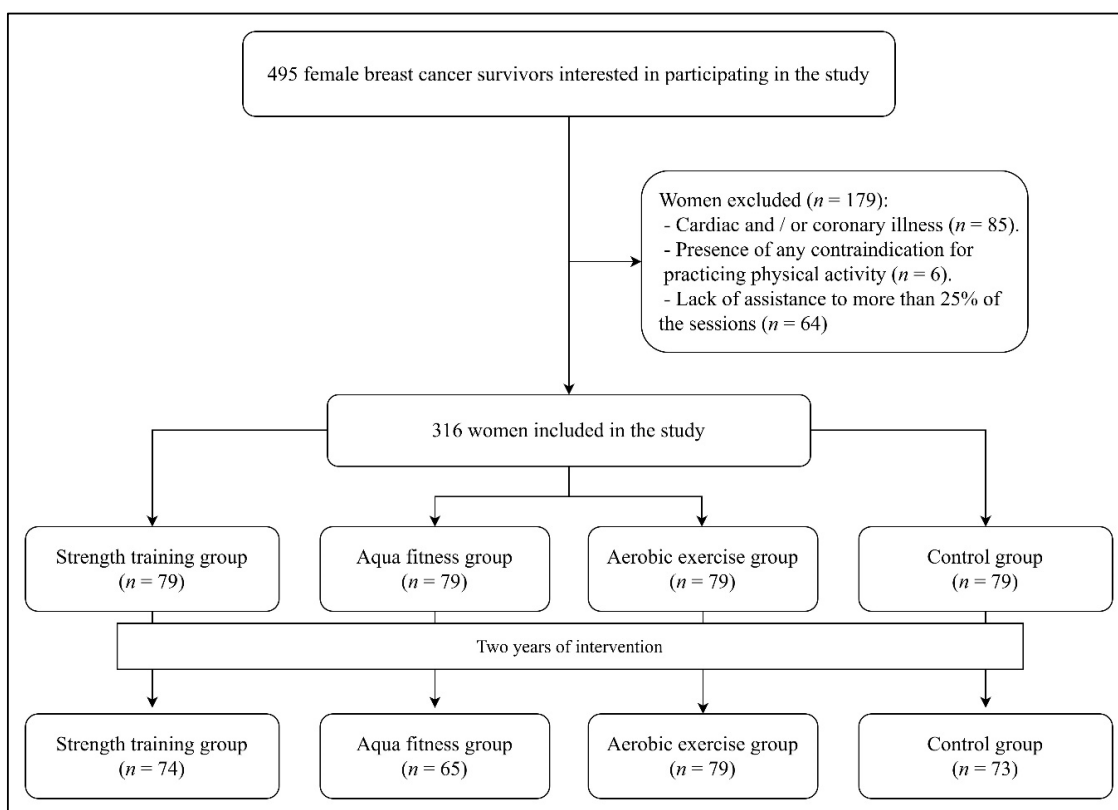 495 female breast cancer survivors interested in participating in the study
Women excluded (n = 179):
- Cardiac and / or coronary illness (n = 85).
- Presence of any contraindication for
practicing physical activity (n = 6).
- Lack of assistance to more than 25% of
the sessions (n = 64)
316 women included in the study
Strength training group
(n = 79)
Aqua fitness group
(n = 79)
Aerobic exercise group
(n = 79)
Control group
(n = 79)
Two years of intervention
Strength training group
(n = 74)
Aqua fitness group
(n = 65)
Aerobic exercise group
(n = 79)
Control group
(n = 73)